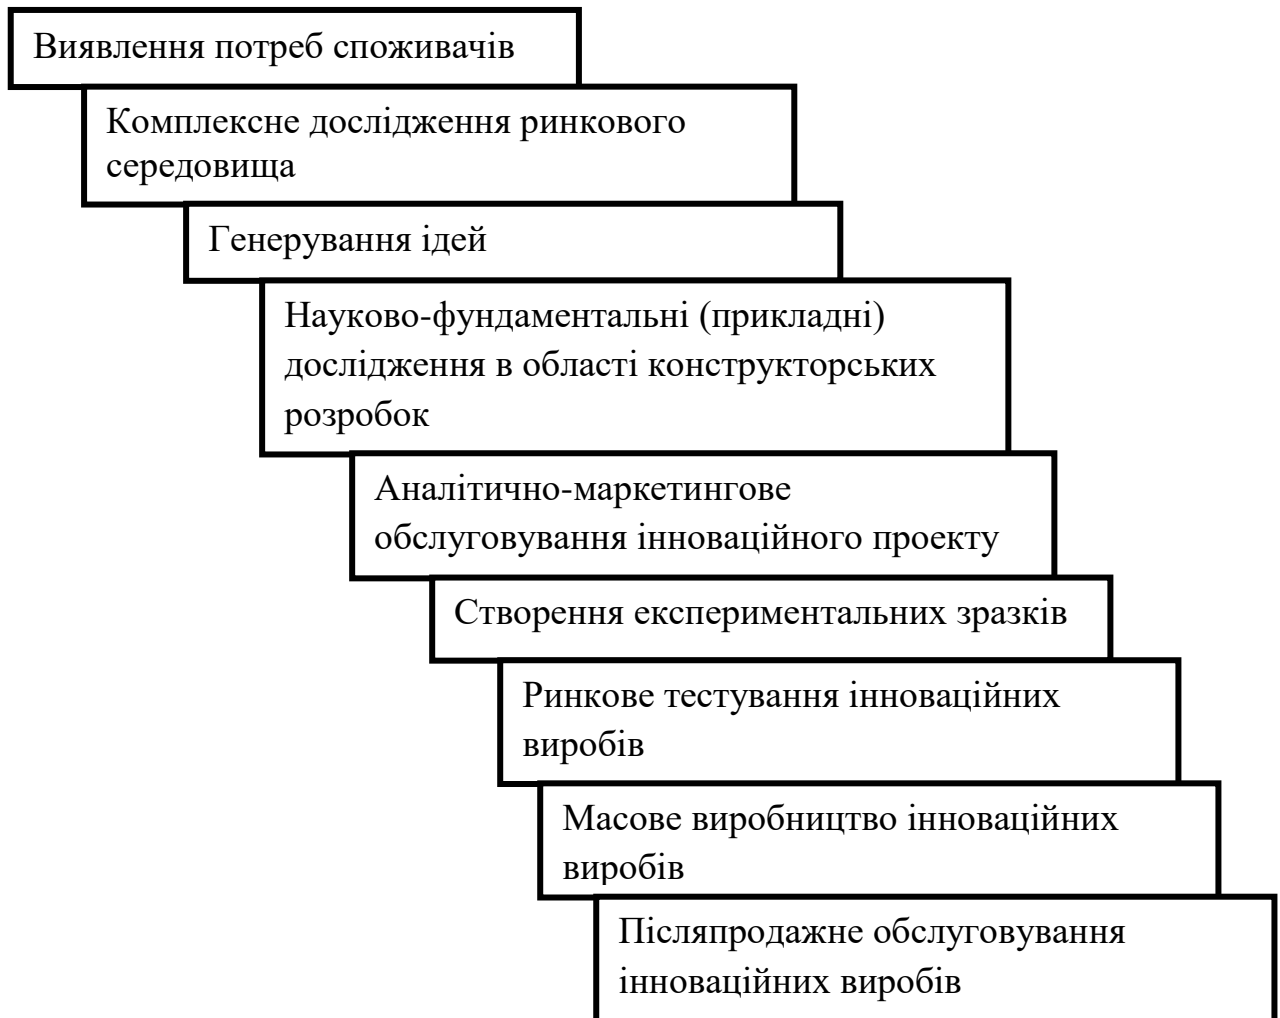 Виявлення потреб споживачів
Комплексне дослідження ринкового
середовища
Генерування ідей
Науково-фундаментальні (прикладні)
дослідження в області конструкторських
розробок
Аналітично-маркетингове
обслуговування інноваційного проекту
Створення експериментальних зразків
Ринкове тестування інноваційних
виробів
Масове виробництво інноваційних
виробів
Післяпродажне обслуговування
інноваційних виробів